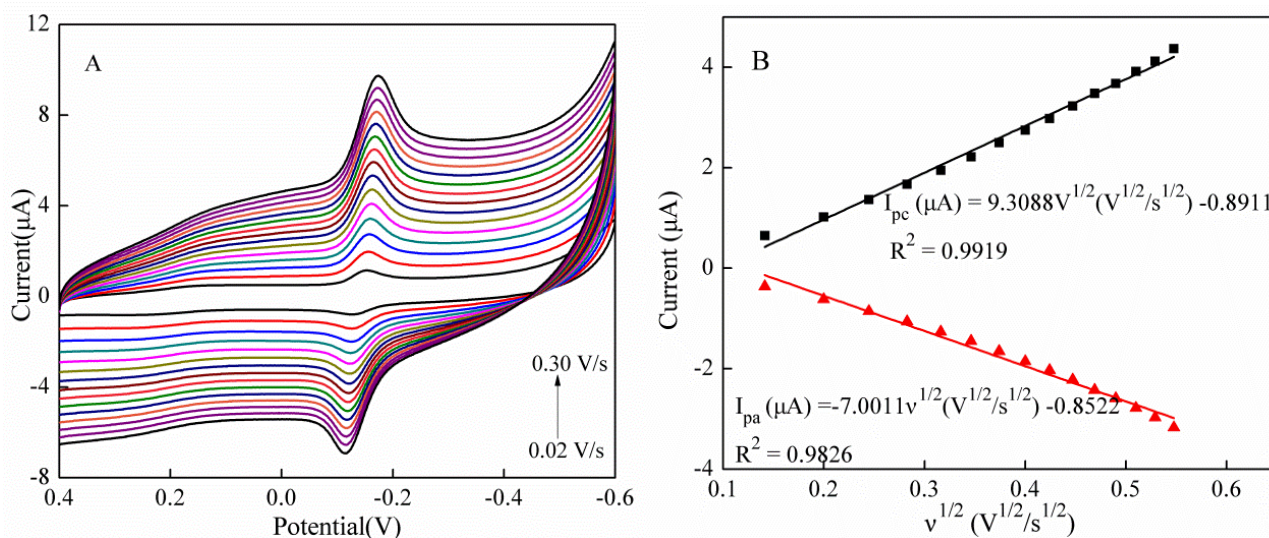 A
12
8
4
0
-4
-8
Current(μA)
0.4
0.2
0.0
-0.2
-0.4
-0.6
Potential(V)
0.30 V/s
0.02 V/s
B
4
2
0
-2
-4
Current (μA)
I_pc (μA) = 9.3088V^1/2(V^1/2/s^1/2) -0.8911
R^2 = 0.9919
I_pa (μA) =-7.0011ν^1/2(V^1/2/s^1/2) -0.8522
R^2 = 0.9826
0.1
0.2
0.3
0.4
0.5
0.6
ν^1/2 (V^1/2/s^1/2)